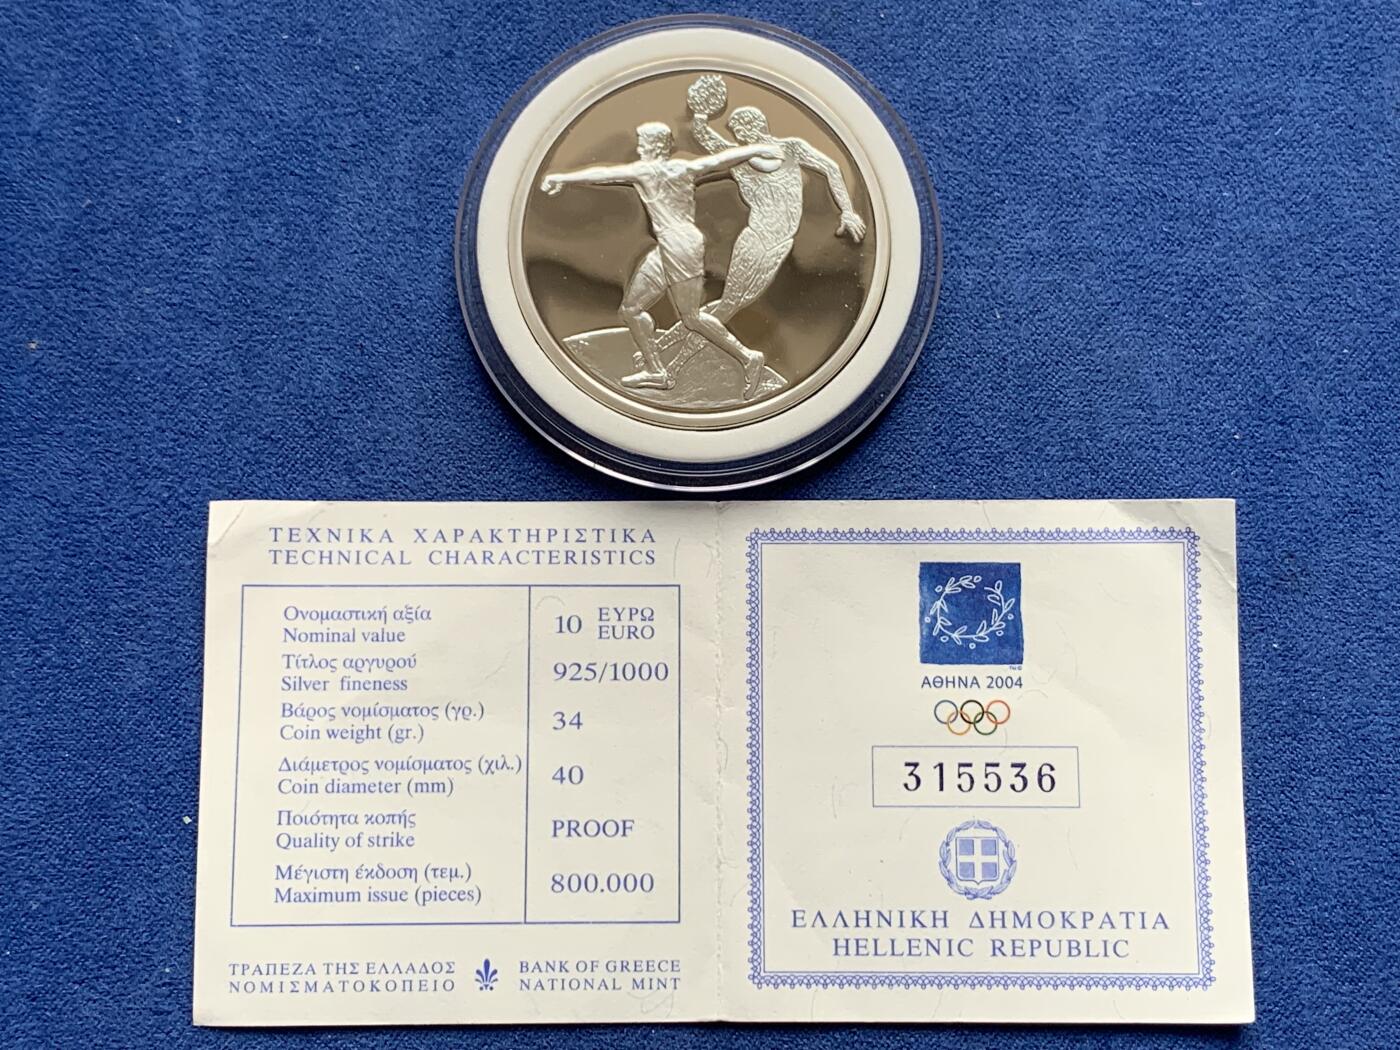 ΤΕΧΝΙΚΑ ΧΑΡΑΚΤΗΡΙΣΤΙΚΑ
TECHNICAL CHARACTERISTICS
Ονομαστική αξία
Nominal value
10 ΕΥΡΩ
EURO
Τίτλος αργυρού
Silver fineness
925/1000
Βάρος νομίσματος (γρ.)
Coin weight (gr.)
34
Διάμετρος νομίσματος (χιλ.)
Coin diameter (mm)
40
Ποιότητα κοπής
Quality of strike
PROOF
Μέγιστη έκδοση (τεμ.)
Maximum issue (pieces)
800.000
ΤΡΑΠΕΖΑ ΤΗΣ ΕΛΛΑΔΟΣ
ΝΟΜΙΣΜΑΤΟΚΟΠΕΙΟ
BANK OF GREECE
NATIONAL MINT
TM©
ΑΘΗΝΑ 2004
315536
ΕΛΛΗΝΙΚΗ ΔΗΜΟΚΡΑΤΙΑ
HELLENIC REPUBLIC